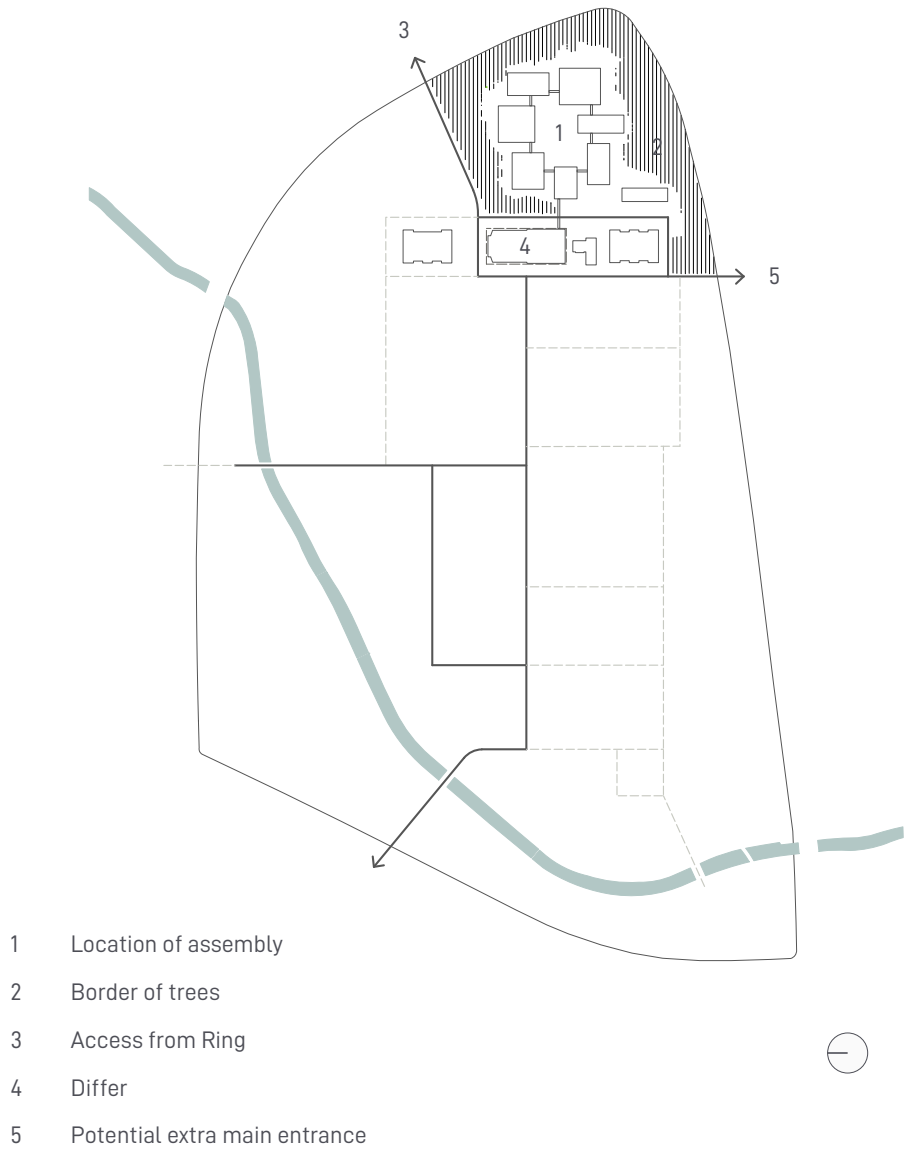 3
1
2
4
5
1 Location of assembly
2 Border of trees
3 Access from Ring
4 Differ
5 Potential extra main entrance